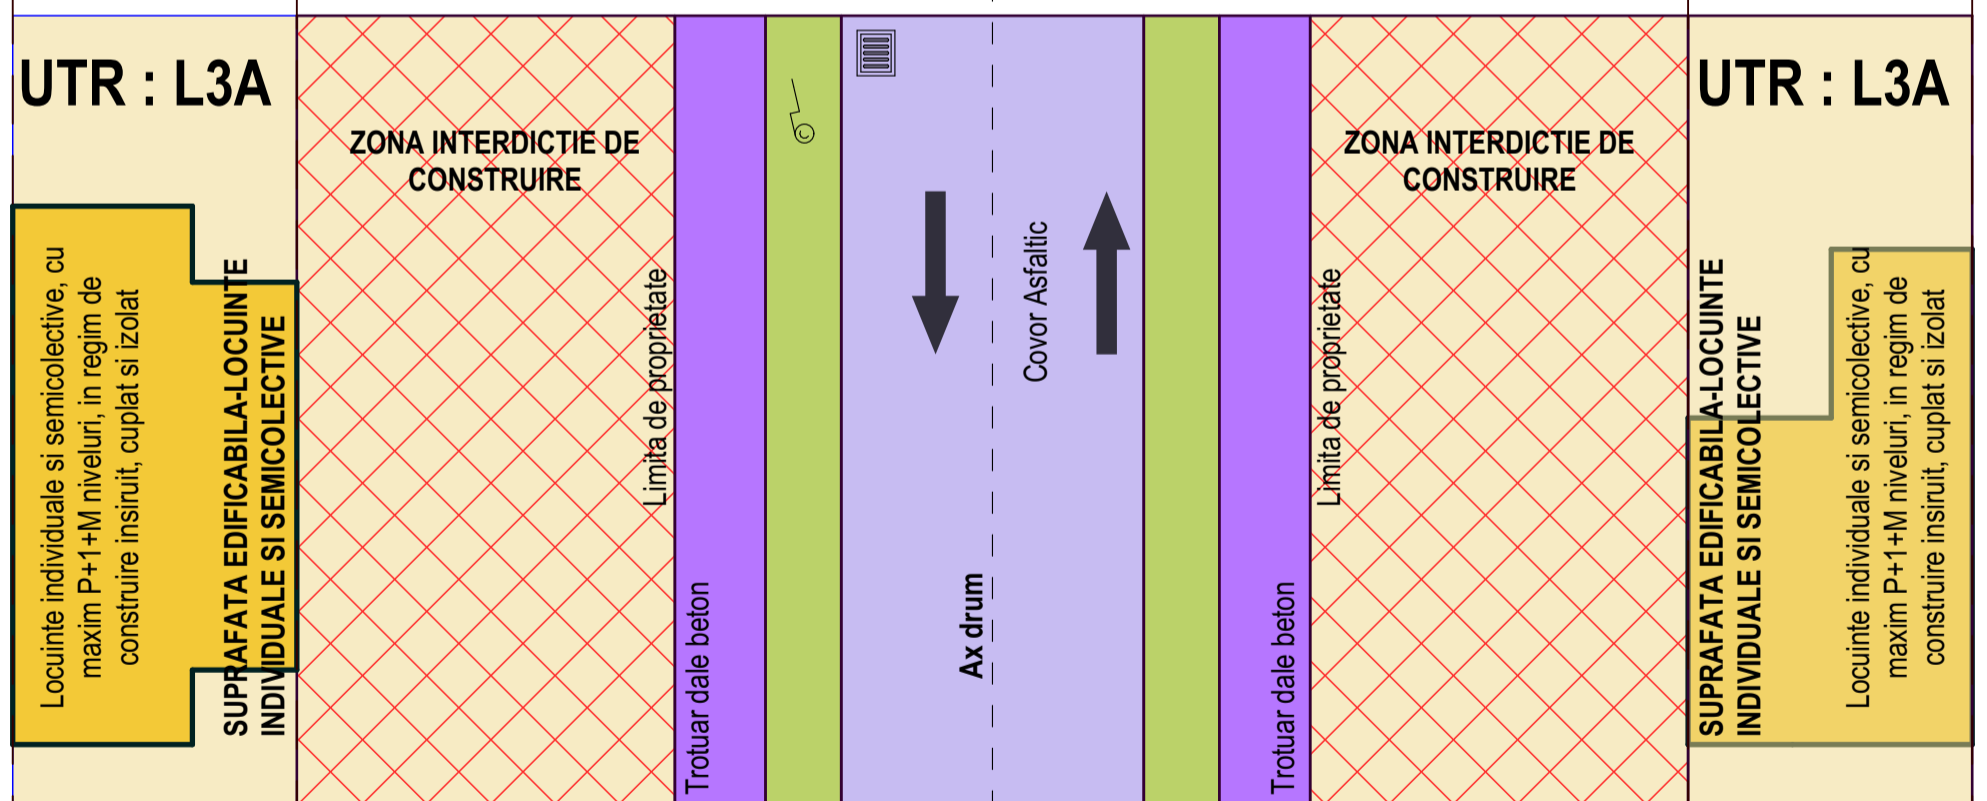 UTR : L3A
ZONA INTERDICTIE DE
CONSTRUIRE
Locuinte individuale si semicolective, cu
maxim P+1+M niveluri, in regim de
construire insiruit, cuplat si izolat
SUPRAFATA EDIFICABILA-LOCUINTE
INDIVIDUALE SI SEMICOLECTIVE
Limita de proprietate
Trotuar dale beton
C
Ax drum
Covor Asfaltic
Trotuar dale beton
Limita de proprietate
ZONA INTERDICTIE DE
CONSTRUIRE
UTR : L3A
SUPRAFATA EDIFICABILA-LOCUINTE
INDIVIDUALE SI SEMICOLECTIVE
Locuinte individuale si semicolective, cu
maxim P+1+M niveluri, in regim de
construire insiruit, cuplat si izolat